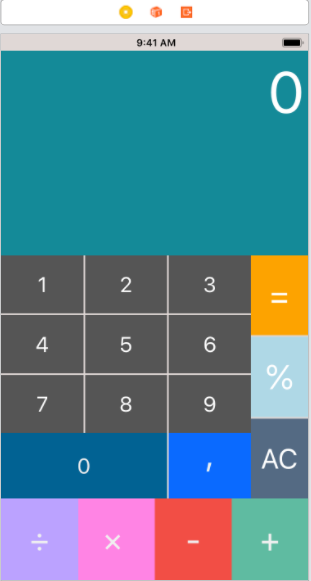 9:41 AM
0
1 2 3 =
4 5 6 %
7 8 9
0 , AC
÷ × - +